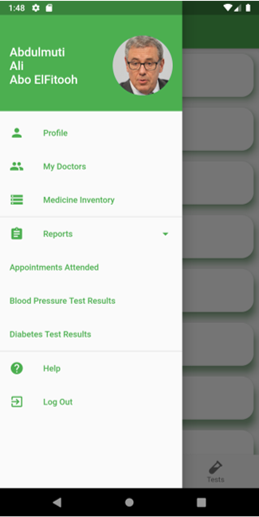 1:48
Abdulmuti
Ali
Abo ElFitooh
Profile
My Doctors
Medicine Inventory
Reports
Appointments Attended
Blood Pressure Test Results
Diabetes Test Results
Help
Log Out
Tests